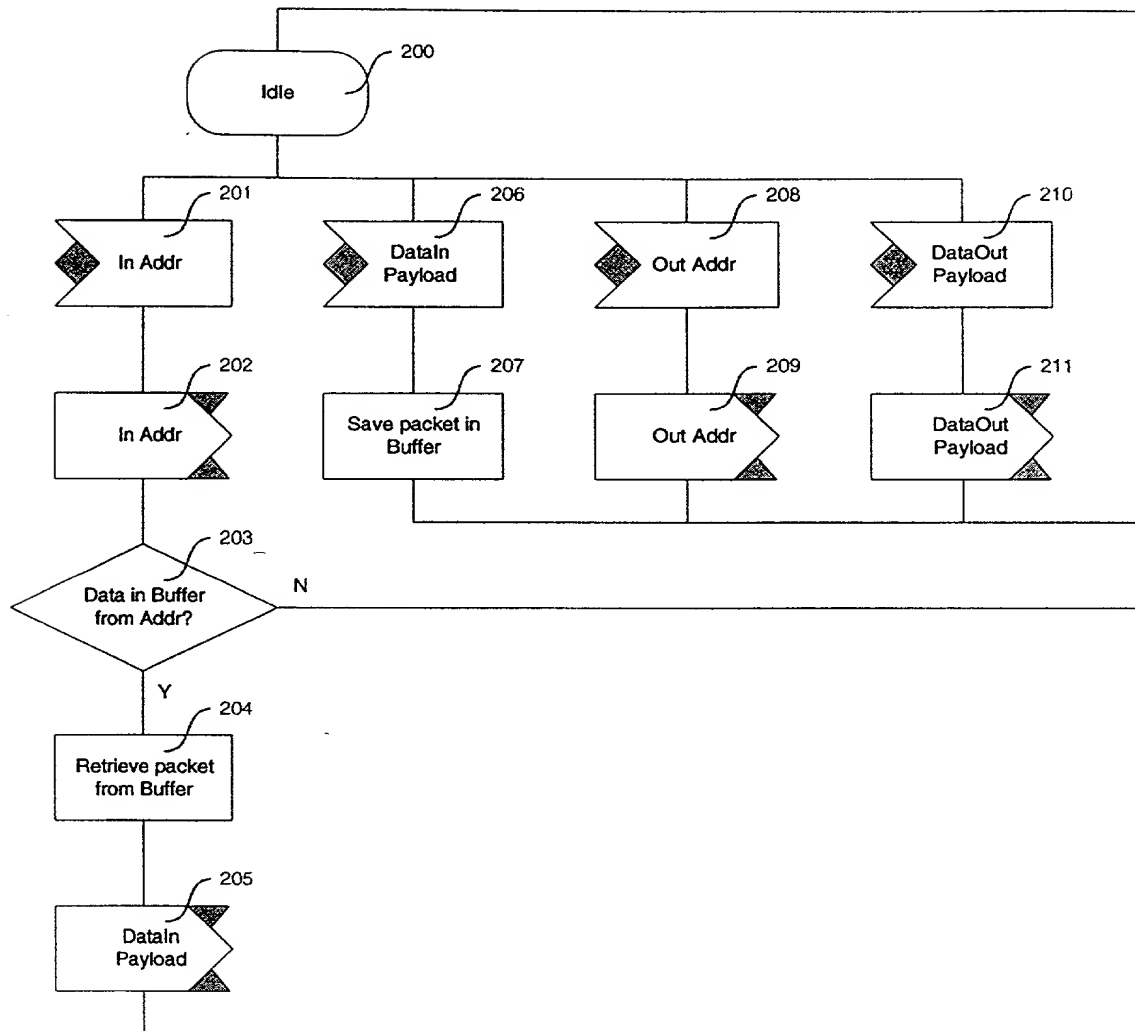 200
Idle
201
In Addr
206
DataIn
Payload
208
Out Addr
210
DataOut
Payload
202
In Addr
207
Save packet in
Buffer
209
Out Addr
211
DataOut
Payload
203
Data in Buffer
from Addr?
N
Y
204
Retrieve packet
from Buffer
205
DataIn
Payload